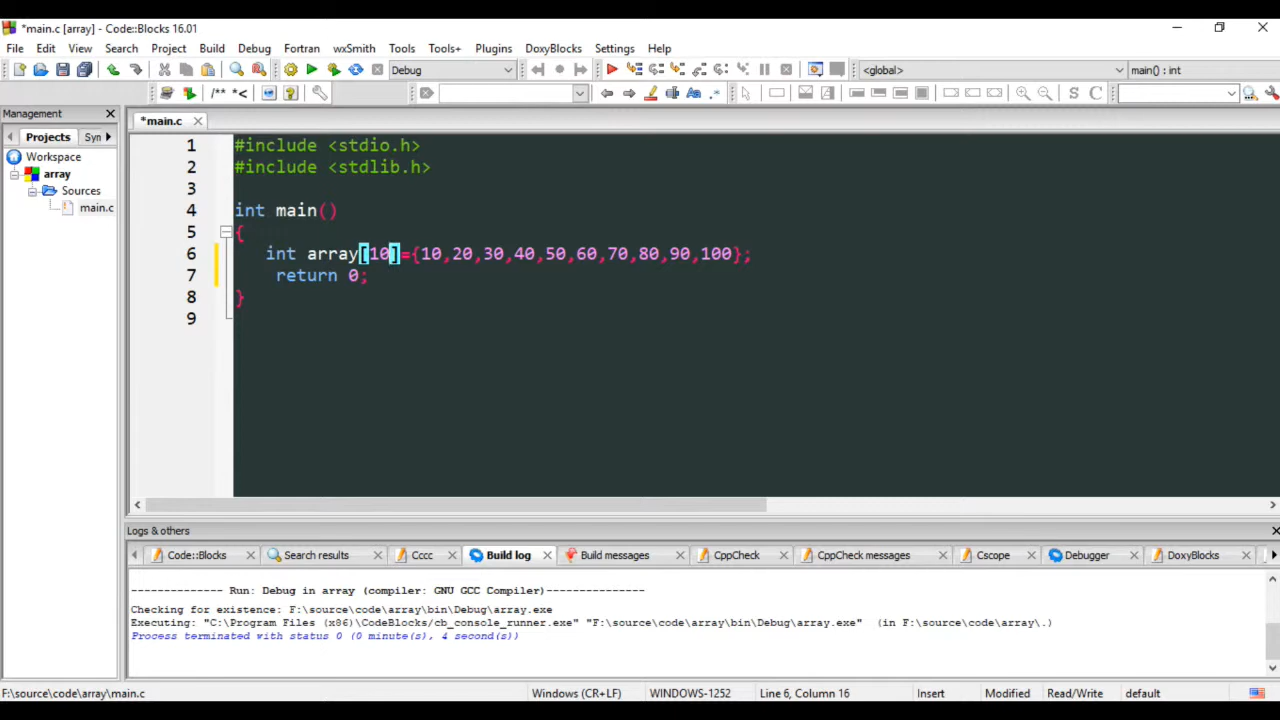 *main.c [array] - Code::Blocks 16.01
File Edit View Search Project Build Debug Fortran wxSmith Tools Tools+ Plugins DoxyBlocks Settings Help
Debug <global> main() : int
/** *<
Management
Projects Syn
*main.c
Workspace
array
Sources
main.c
1 #include <stdio.h>
2 #include <stdlib.h>
3
4 int main()
5 {
6 int array[10]={10,20,30,40,50,60,70,80,90,100};
7 return 0;
8 }
9
Logs & others
Code::Blocks Search results Cccc Build log Build messages CppCheck CppCheck messages Cscope Debugger DoxyBlocks
-------------- Run: Debug in array (compiler: GNU GCC Compiler)---------------
Checking for existence: F:\source\code\array\bin\Debug\array.exe
Executing: "C:\Program Files (x86)\CodeBlocks/cb_console_runner.exe" "F:\source\code\array\bin\Debug\array.exe"  (in F:\source\code\array\.)
Process terminated with status 0 (0 minute(s), 4 second(s))
F:\source\code\array\main.c Windows (CR+LF) WINDOWS-1252 Line 6, Column 16 Insert Modified Read/Write default